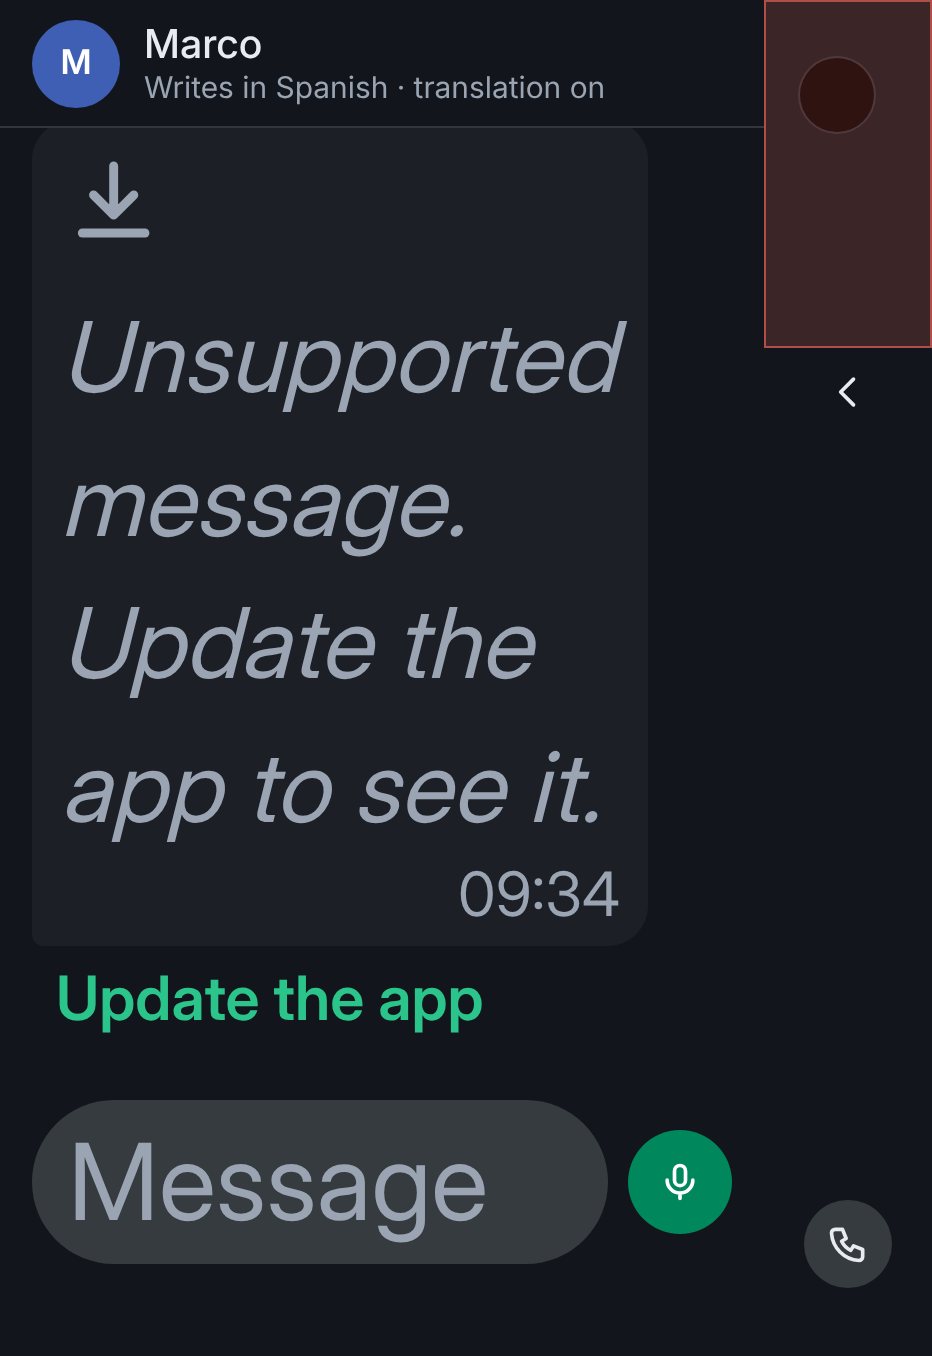 M
Marco
Writes in Spanish · translation on
Unsupported
message.
Update the
app to see it.
09:34
Update the app
Message